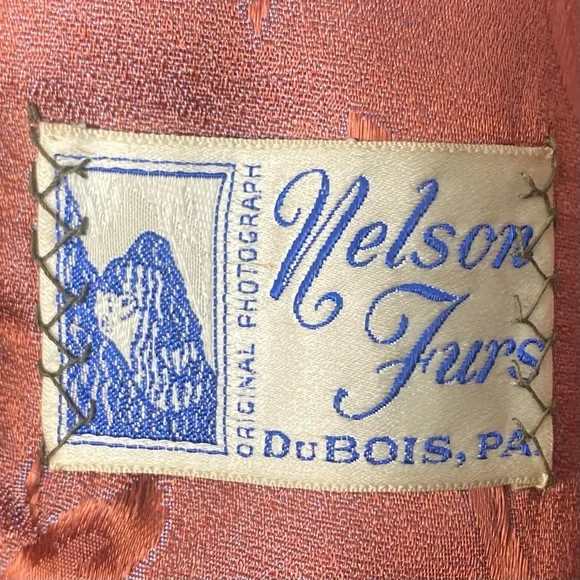 ORIGINAL PHOTOGRAPH
Nelson
Furs
DuBOIS, PA.